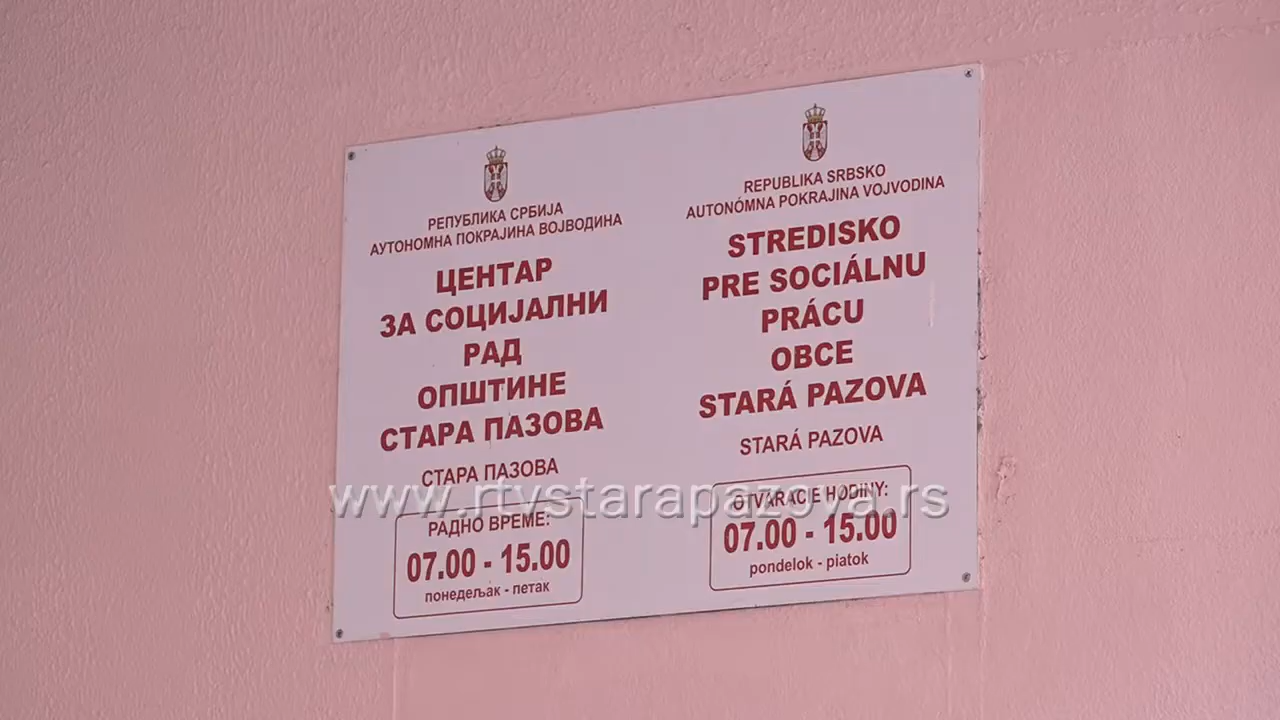 РЕПУБЛИКА СРБИЈА
АУТОНОМНА ПОКРАЈИНА ВОЈВОДИНА
ЦЕНТАР
ЗА СОЦИЈАЛНИ
РАД
ОПШТИНЕ
СТАРА ПАЗОВА
СТАРА ПАЗОВА
РАДНО ВРЕМЕ:
07.00 - 15.00
понедељак - петак
REPUBLIKA SRBSKO
AUTONÓMNA POKRAJINA VOJVODINA
STREDISKO
PRE SOCIÁLNU
PRÁCU
OBCE
STARÁ PAZOVA
STARÁ PAZOVA
OTVÁRACIE HODINY:
07.00 - 15.00
pondelok - piatok
www.rtvstarapazova.rs